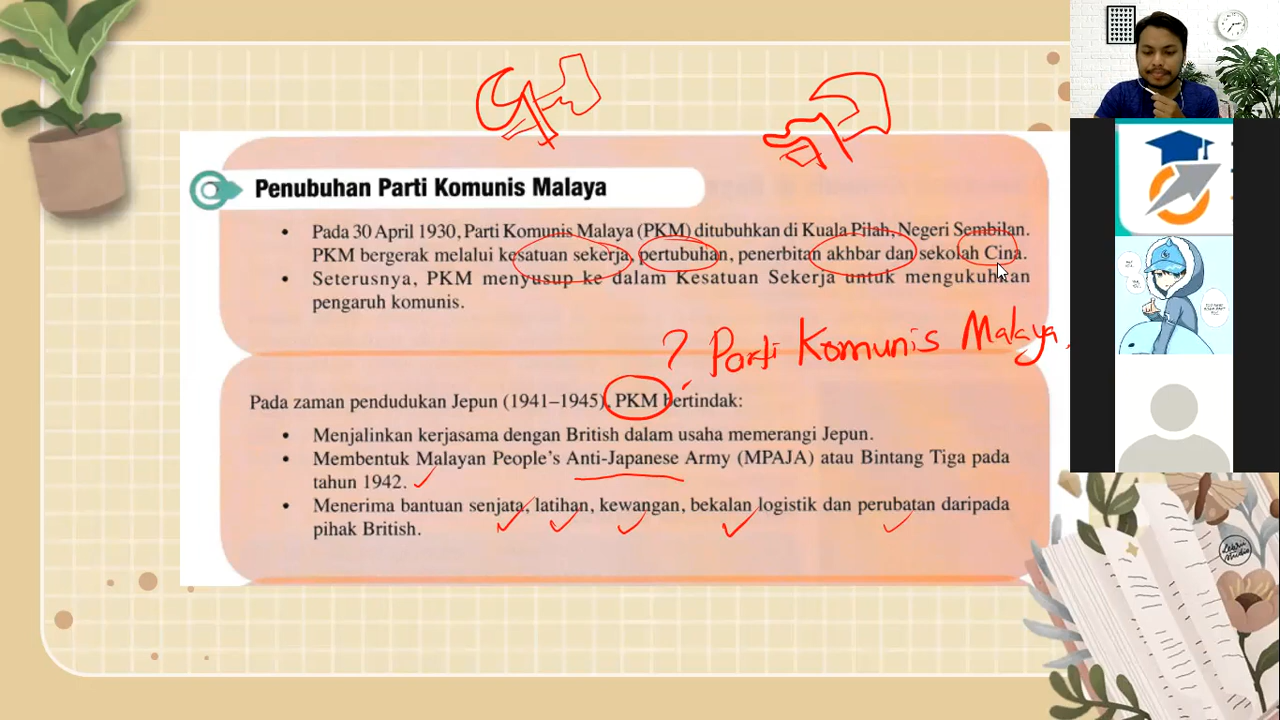 Penubuhan Parti Komunis Malaya
• Pada 30 April 1930, Parti Komunis Malaya (PKM) ditubuhkan di Kuala Pilah, Negeri Sembilan.
PKM bergerak melalui kesatuan sekerja, pertubuhan, penerbitan akhbar dan sekolah Cina.
• Seterusnya, PKM menyusup ke dalam Kesatuan Sekerja untuk mengukuhkan
pengaruh komunis.
? Parti Komunis Malaya.
Pada zaman pendudukan Jepun (1941–1945), PKM bertindak:
• Menjalinkan kerjasama dengan British dalam usaha memerangi Jepun.
• Membentuk Malayan People's Anti-Japanese Army (MPAJA) atau Bintang Tiga pada
tahun 1942.
• Menerima bantuan senjata, latihan, kewangan, bekalan logistik dan perubatan daripada
pihak British.